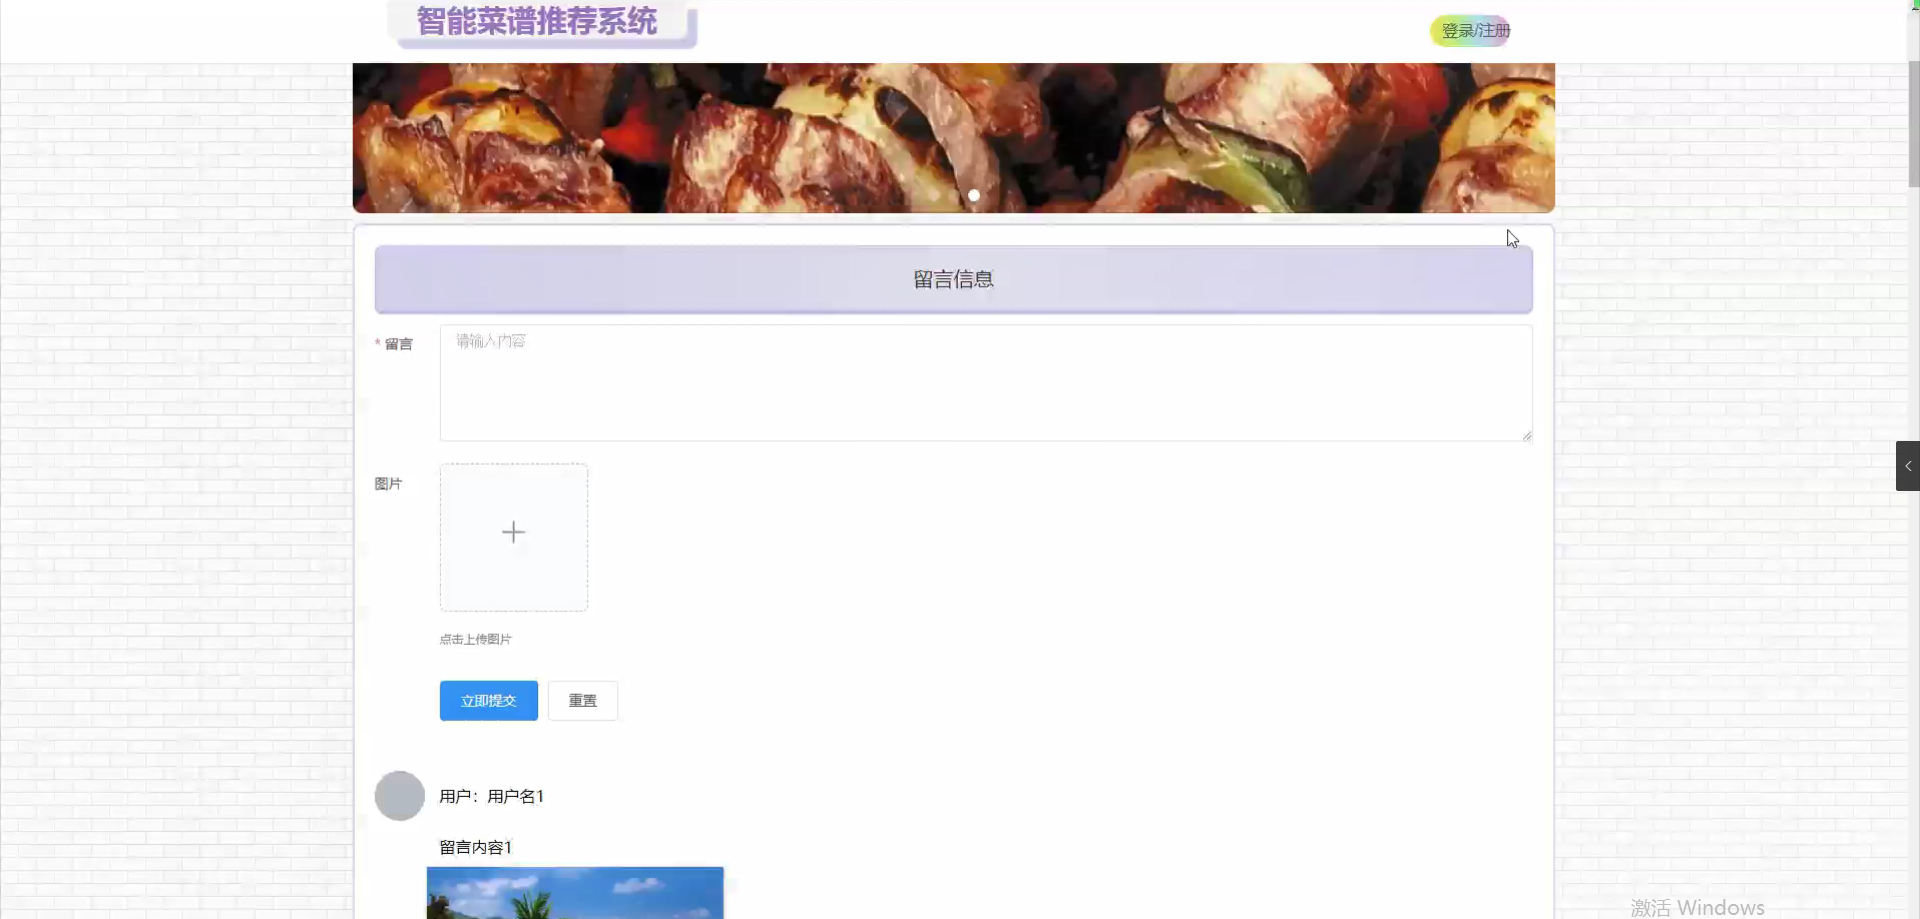 智能菜谱推荐系统
登录/注册
留言信息
* 留言
请输入内容
图片
点击上传图片
立即提交
重置
用户：用户名1
留言内容1
激活 Windows